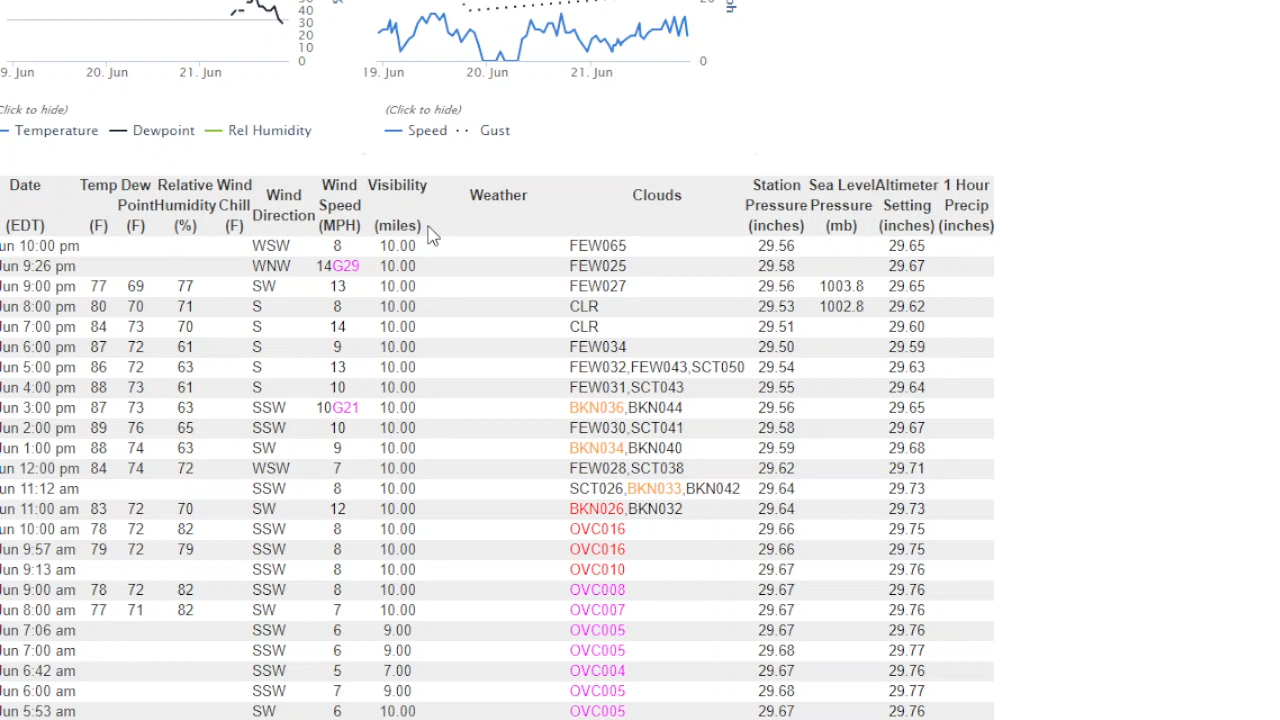 40
30
20
10
0
0
9. Jun 20. Jun 21. Jun
19. Jun 20. Jun 21. Jun
Click to hide)
(Click to hide)
Temperature Dewpoint Rel Humidity
Speed Gust
Date Temp Dew Relative Wind Wind Wind Visibility Weather Clouds Station Sea Level Altimeter 1 Hour
Point Humidity Chill Direction Speed Pressure Pressure Setting Precip
(EDT) (F) (F) (%) (F) (MPH) (miles) (inches) (mb) (inches) (inches)
un 10:00 pm WSW 8 10.00 FEW065 29.56 29.65
Jun 9:26 pm WNW 14G29 10.00 FEW025 29.58 29.67
Jun 9:00 pm 77 69 77 SW 13 10.00 FEW027 29.56 1003.8 29.65
Jun 8:00 pm 80 70 71 S 8 10.00 CLR 29.53 1002.8 29.62
Jun 7:00 pm 84 73 70 S 14 10.00 CLR 29.51 29.60
Jun 6:00 pm 87 72 61 S 9 10.00 FEW034 29.50 29.59
Jun 5:00 pm 86 72 63 S 13 10.00 FEW032,FEW043,SCT050 29.54 29.63
Jun 4:00 pm 88 73 61 S 10 10.00 FEW031,SCT043 29.55 29.64
Jun 3:00 pm 87 73 63 SSW 10G21 10.00 BKN036,BKN044 29.56 29.65
Jun 2:00 pm 89 76 65 SSW 10 10.00 FEW030,SCT041 29.58 29.67
Jun 1:00 pm 88 74 63 SW 9 10.00 BKN034,BKN040 29.59 29.68
un 12:00 pm 84 74 72 WSW 7 10.00 FEW028,SCT038 29.62 29.71
un 11:12 am SSW 8 10.00 SCT026,BKN033,BKN042 29.64 29.73
un 11:00 am 83 72 70 SW 12 10.00 BKN026,BKN032 29.64 29.73
un 10:00 am 78 72 82 SSW 8 10.00 OVC016 29.66 29.75
Jun 9:57 am 79 72 79 SSW 8 10.00 OVC016 29.66 29.75
Jun 9:13 am SSW 8 10.00 OVC010 29.67 29.76
Jun 9:00 am 78 72 82 SSW 8 10.00 OVC008 29.67 29.76
Jun 8:00 am 77 71 82 SW 7 10.00 OVC007 29.67 29.76
Jun 7:06 am SSW 6 9.00 OVC005 29.67 29.76
Jun 7:00 am SSW 6 9.00 OVC005 29.68 29.77
Jun 6:42 am SSW 5 7.00 OVC004 29.67 29.76
Jun 6:00 am SSW 7 9.00 OVC005 29.68 29.77
Jun 5:53 am SW 6 10.00 OVC005 29.67 29.76